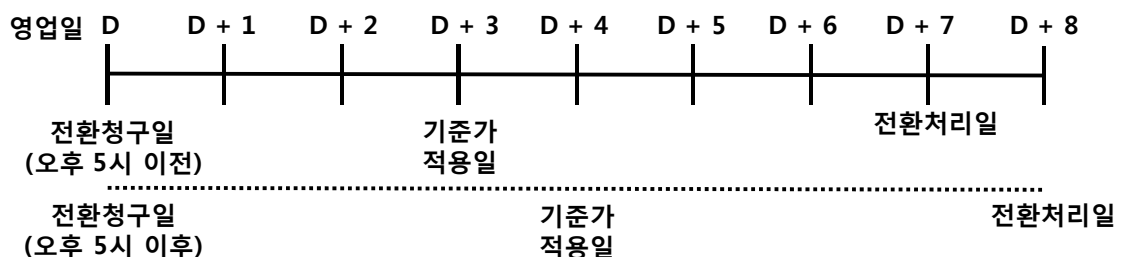 영업일 D D + 1 D + 2 D + 3 D + 4 D + 5 D + 6 D + 7 D + 8
전환청구일 기준가 전환처리일
(오후 5시 이전) 적용일
전환청구일 기준가 전환처리일
(오후 5시 이후) 적용일